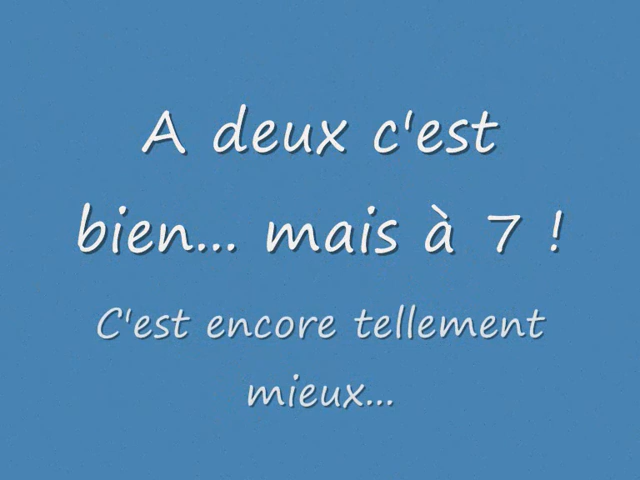 A deux c'est
bien... mais à 7 !
C'est encore tellement
mieux...